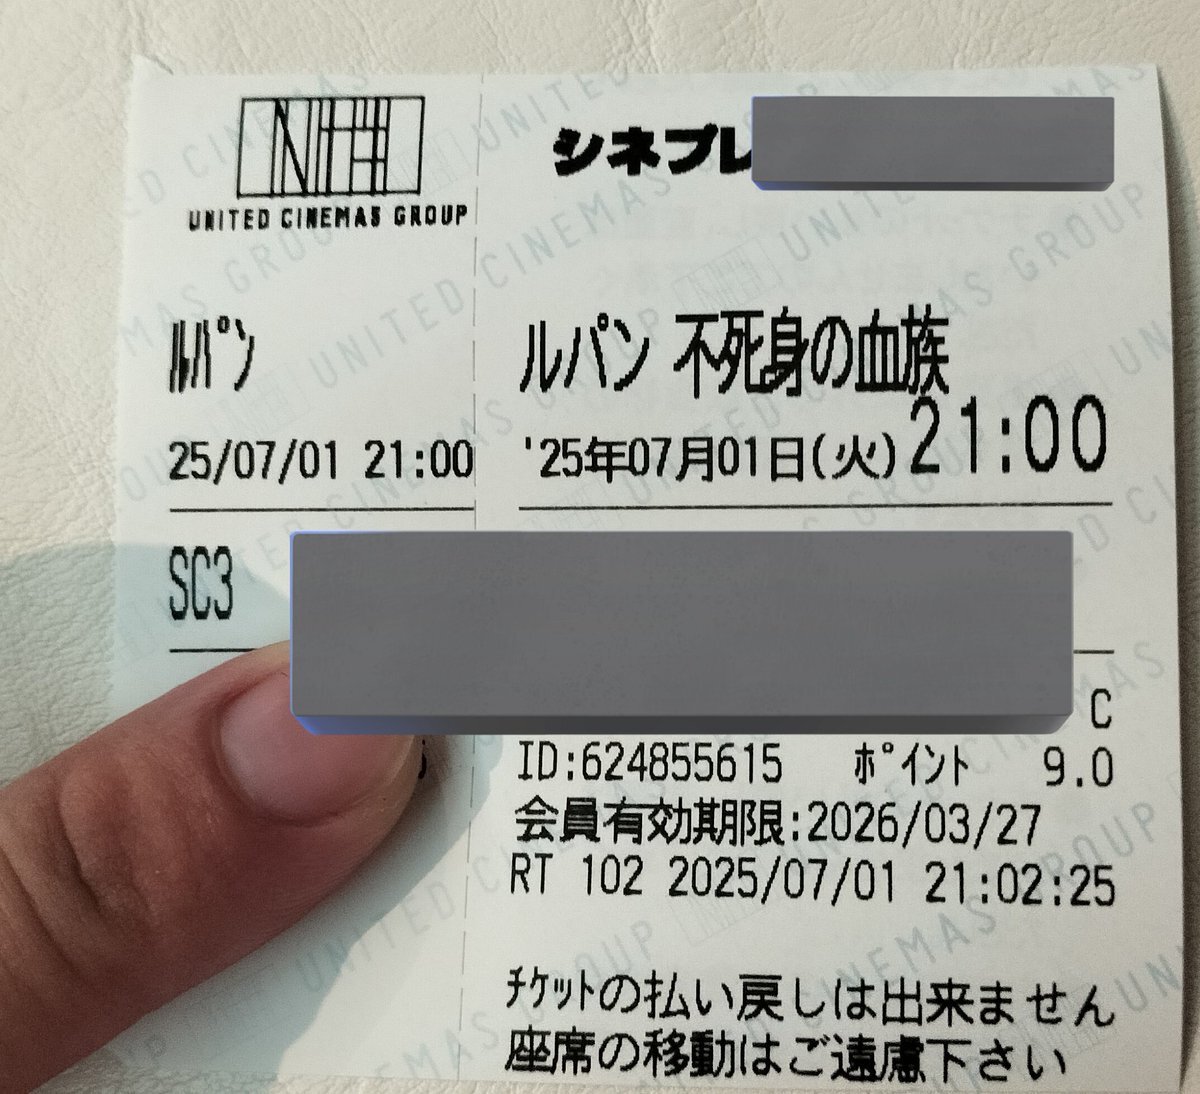 UNITED CINEMAS GROUP
シネプレ
ルパン
25/07/01 21:00
SC3
ルパン 不死身の血族
'25年07月01日(火) 21:00
C
ID:624855615 ポイント 9.0
会員有効期限:2026/03/27
RT 102 2025/07/01 21:02:25
チケットの払い戻しは出来ません
座席の移動はご遠慮下さい